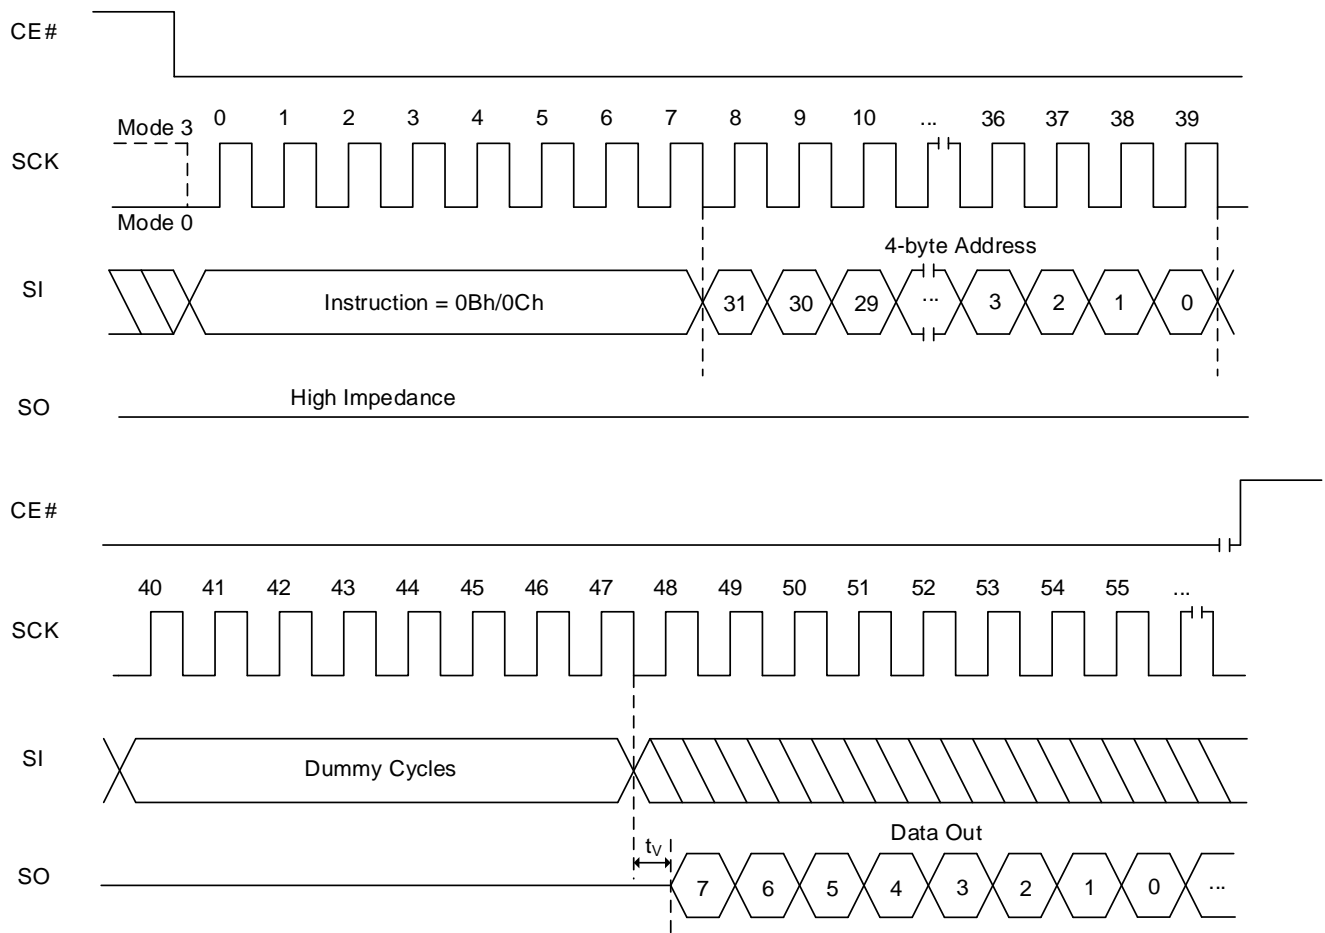 CE#
Mode 3
0 1 2 3 4 5 6 7 8 9 10 ... 36 37 38 39
SCK
Mode 0
4-byte Address
SI
Instruction = 0Bh/0Ch
31 30 29 ... 3 2 1 0
SO
High Impedance
CE#
40 41 42 43 44 45 46 47 48 49 50 51 52 53 54 55 ...
SCK
SI
Dummy Cycles
tV
Data Out
SO
7 6 5 4 3 2 1 0 ...